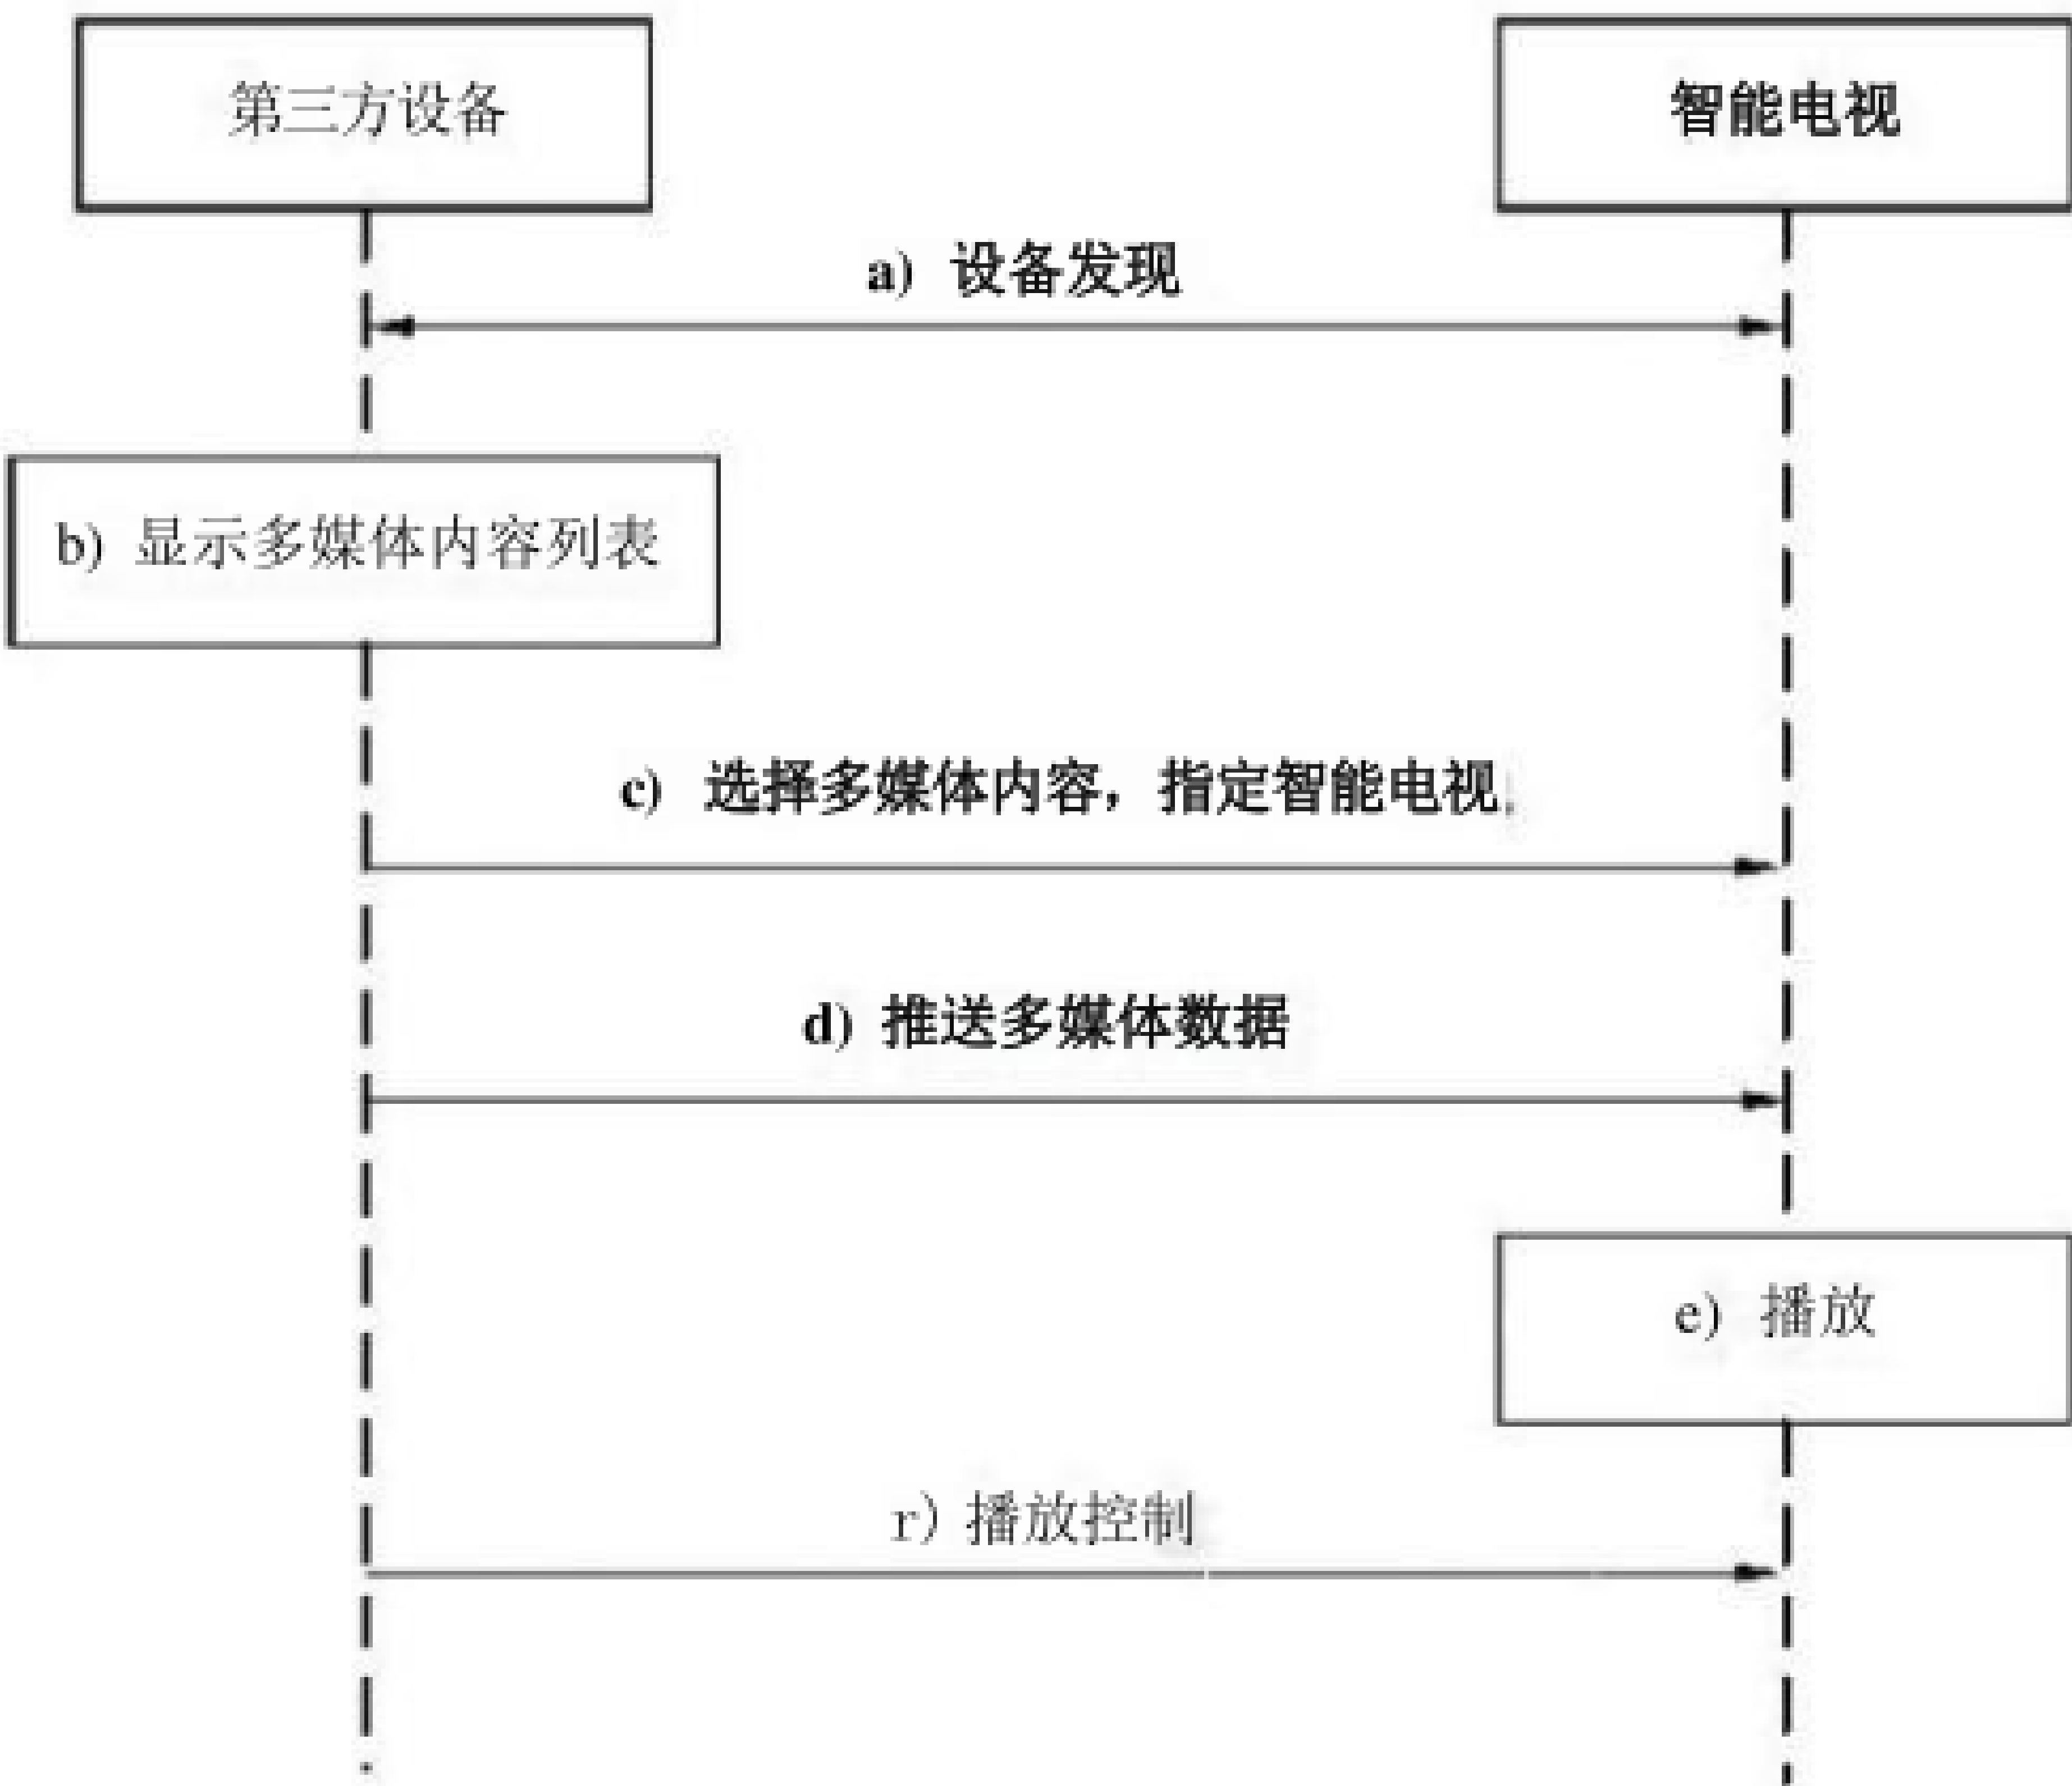 第三方设备
智能电视
a) 设备发现
b) 显示多媒体内容列表
c) 选择多媒体内容，指定智能电视
d) 推送多媒体数据
e) 播放
r) 播放控制